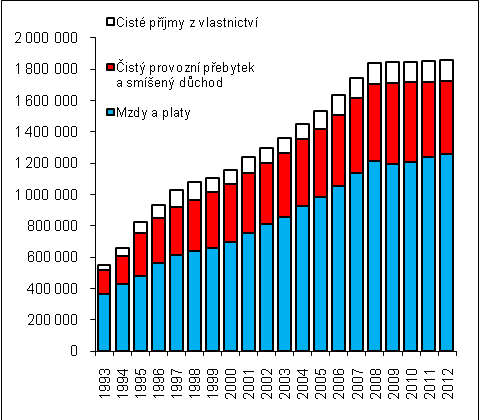 Čisté příjmy z vlastnictví
Čistý provozní přebytek
a smíšený důchod
Mzdy a platy
2 000 000
1 800 000
1 600 000
1 400 000
1 200 000
1 000 000
800 000
600 000
400 000
200 000
0
1993
1994
1995
1996
1997
1998
1999
2000
2001
2002
2003
2004
2005
2006
2007
2008
2009
2010
2011
2012